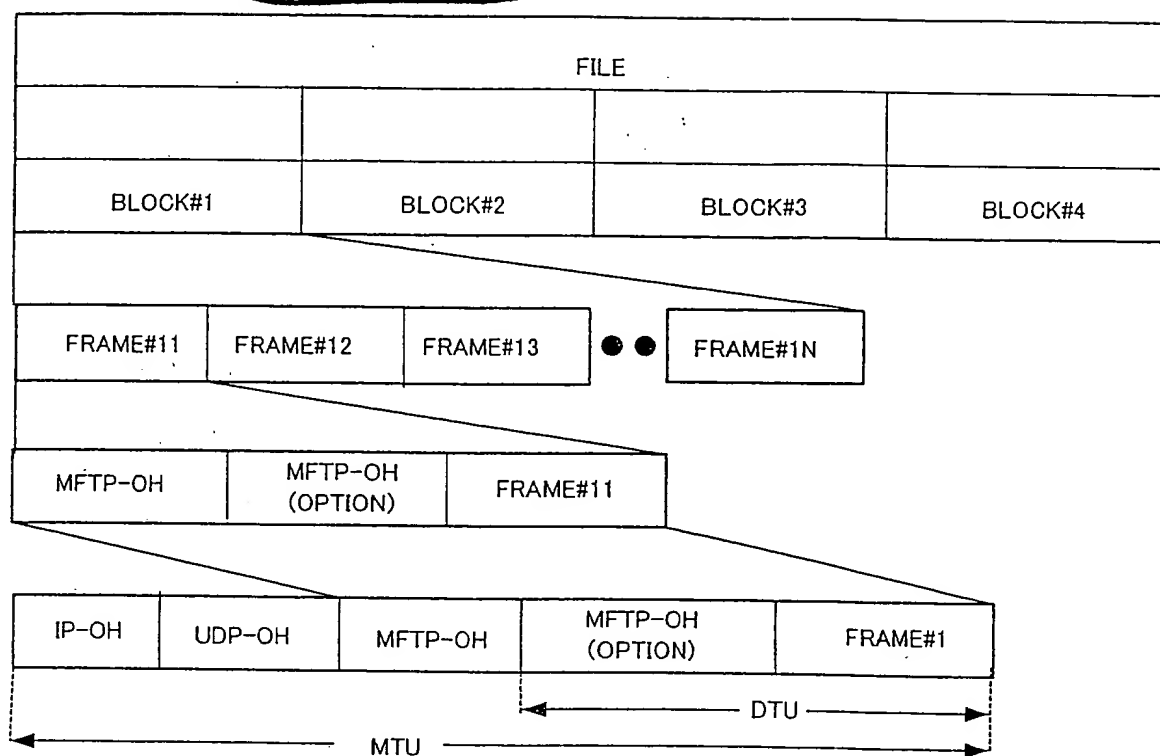 FILE
BLOCK#1 BLOCK#2 BLOCK#3 BLOCK#4
FRAME#11 FRAME#12 FRAME#13 FRAME#1N
MFTP-OH MFTP-OH (OPTION) FRAME#11
IP-OH UDP-OH MFTP-OH MFTP-OH (OPTION) FRAME#1
DTU
MTU